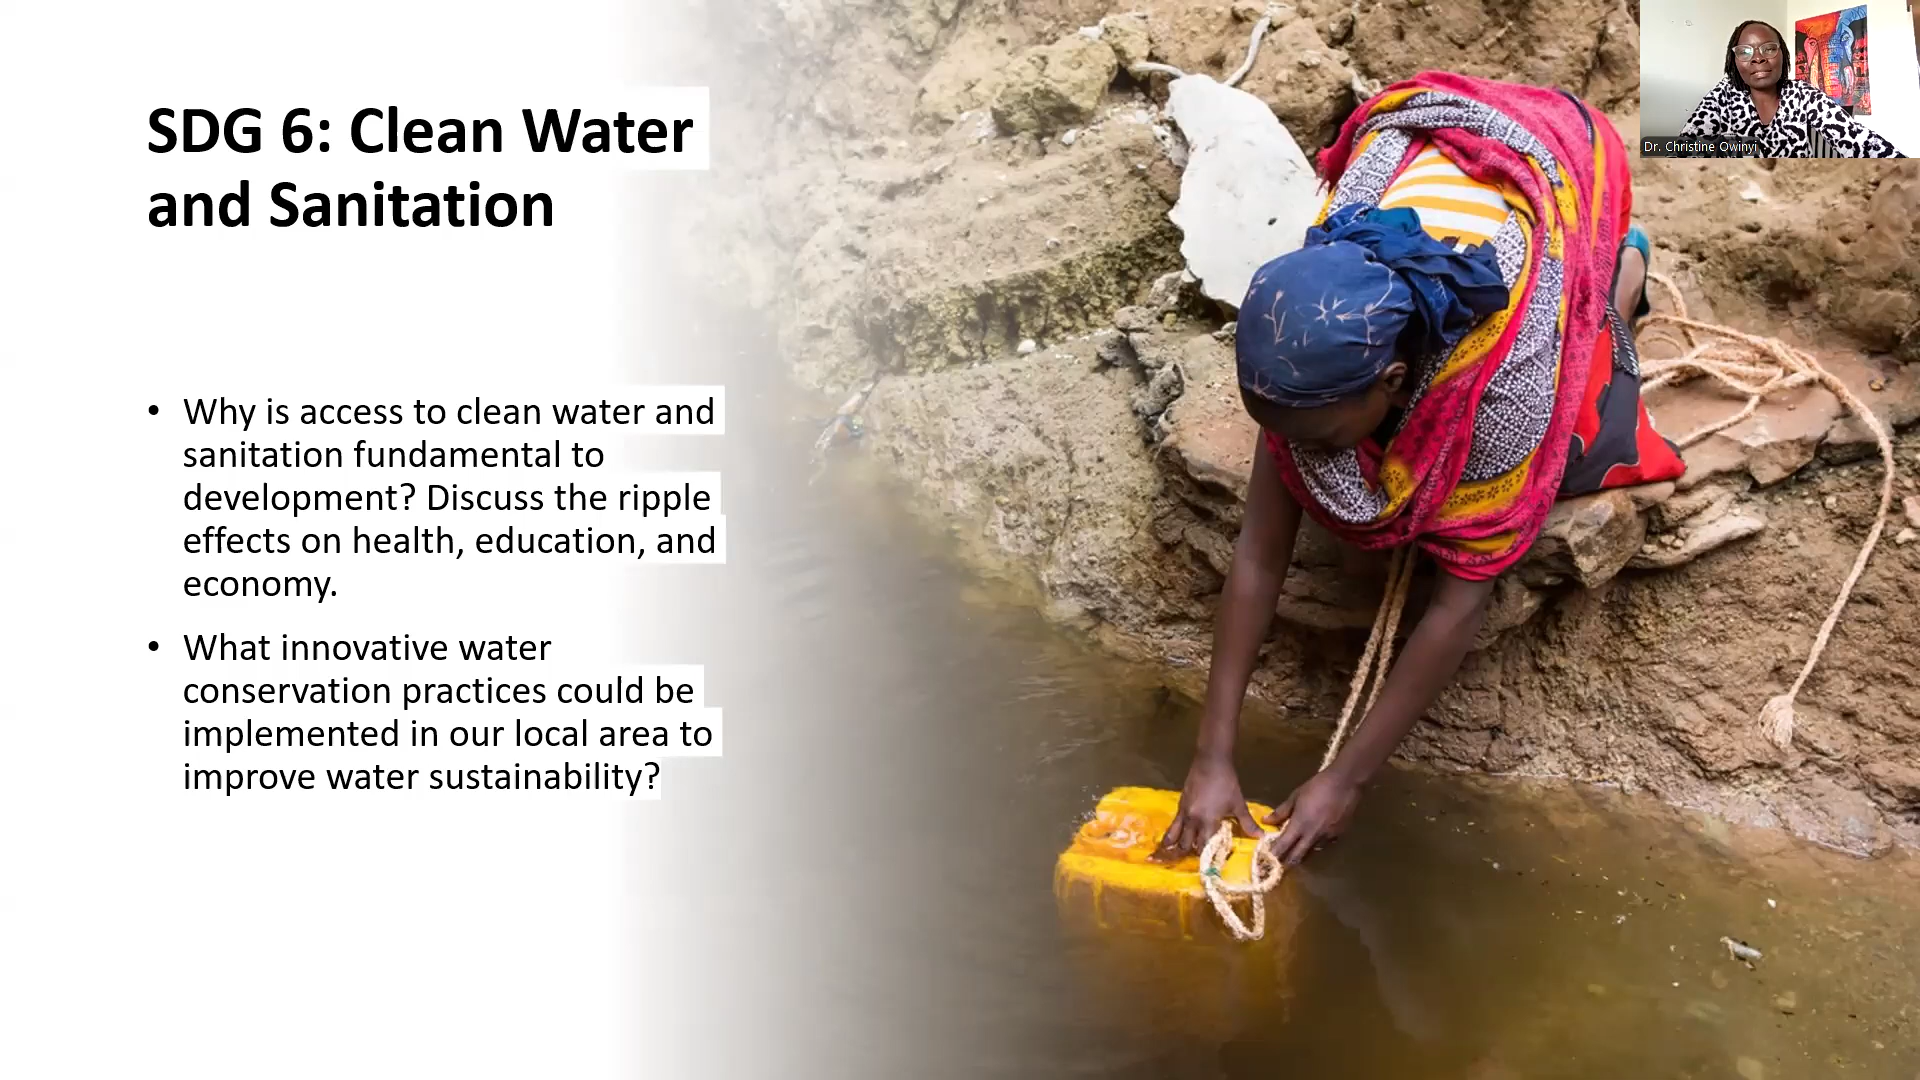 SDG 6: Clean Water
and Sanitation
• Why is access to clean water and
sanitation fundamental to
development? Discuss the ripple
effects on health, education, and
economy.
• What innovative water
conservation practices could be
implemented in our local area to
improve water sustainability?
Dr. Christine Owinyi